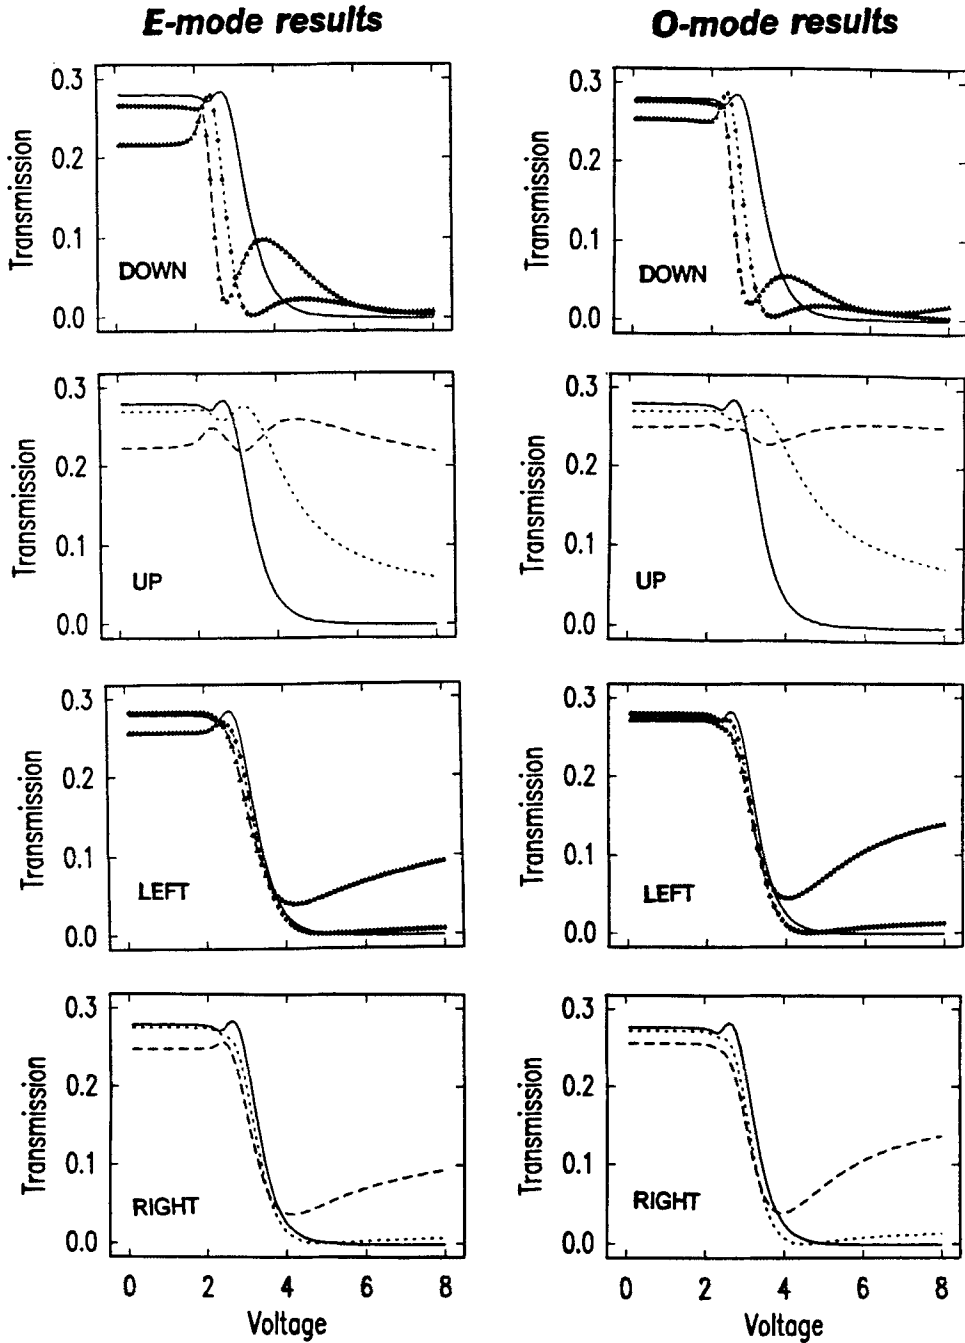 E-mode results
O-mode results
0.3
0.2
0.1
0.0
Transmission
DOWN
0.3
0.2
0.1
0.0
Transmission
DOWN
0.3
0.2
0.1
0.0
Transmission
UP
0.3
0.2
0.1
0.0
Transmission
UP
0.3
0.2
0.1
0.0
Transmission
LEFT
0.3
0.2
0.1
0.0
Transmission
LEFT
0.3
0.2
0.1
0.0
Transmission
RIGHT
0 2 4 6 8
Voltage
0.3
0.2
0.1
0.0
Transmission
RIGHT
0 2 4 6 8
Voltage